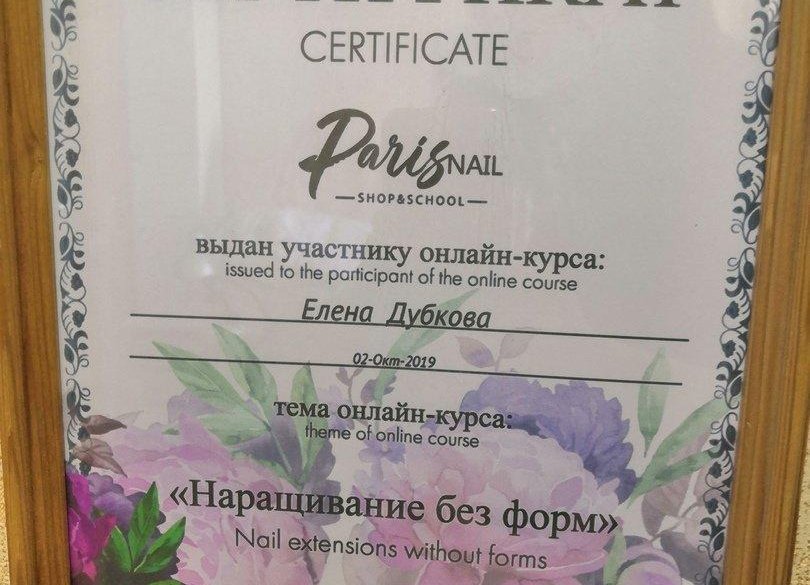 CERTIFICATE
Paris NAIL
SHOP&SCHOOL
выдан участнику онлайн-курса:
issued to the participant of the online course
Елена Дубкова
02-Окт-2019
тема онлайн-курса:
theme of online course
«Наращивание без форм»
Nail extensions without forms